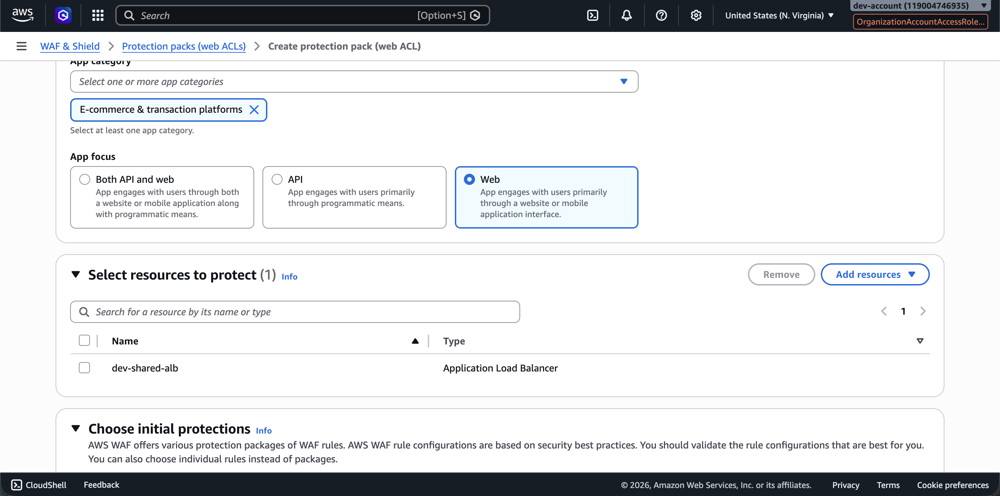 aws
Search
[Option+S]
United States (N. Virginia)
dev-account (119004746935)
OrganizationAccountAccessRole...
WAF & Shield
Protection packs (web ACLs)
Create protection pack (web ACL)
App category
Select one or more app categories
E-commerce & transaction platforms
Select at least one app category.
App focus
Both API and web
App engages with users through both
a website or mobile application along
with programmatic means.
API
App engages with users primarily
through programmatic means.
Web
App engages with users primarily
through a website or mobile
application interface.
Select resources to protect (1) Info
Remove
Add resources
Search for a resource by its name or type
1
Name
Type
dev-shared-alb
Application Load Balancer
Choose initial protections Info
AWS WAF offers various protection packages of WAF rules. AWS WAF rule configurations are based on security best practices. You should validate the rule configurations that are best for you.
You can also choose individual rules instead of packages.
CloudShell
Feedback
© 2026, Amazon Web Services, Inc. or its affiliates.
Privacy
Terms
Cookie preferences